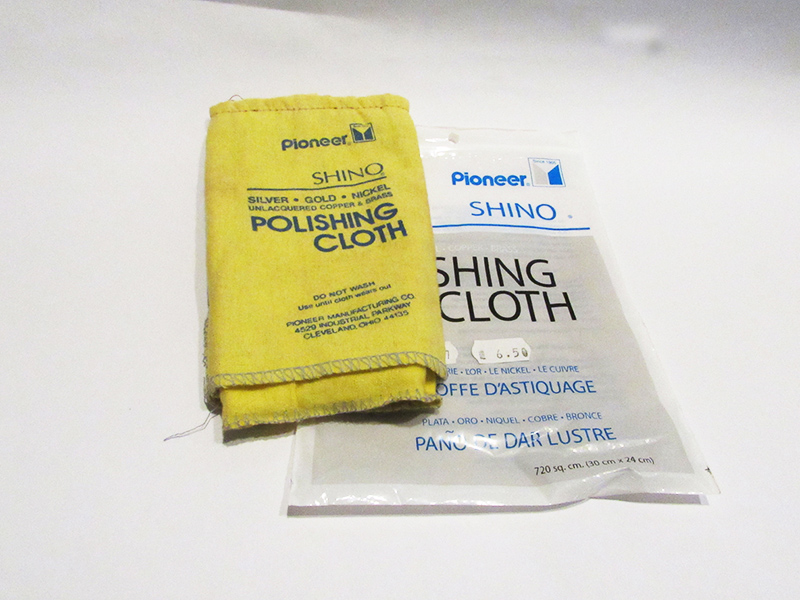 Pioneer®
SHINO®
SILVER • GOLD • NICKEL
UNLACQUERED COPPER & BRASS
POLISHING
CLOTH
DO NOT WASH
Use until cloth wears out
PIONEER MANUFACTURING CO.
4529 INDUSTRIAL PARKWAY
CLEVELAND, OHIO 44135
Pioneer®
SHINO®
SHING
CLOTH
£ 6.50
RIE • LOR • LE NICKEL • LE CUIVRE
OFFE D'ASTIQUAGE
PLATA • ORO • NIQUEL • COBRE • BRONCE
PAÑO DE DAR LUSTRE
720 sq. cm. (30 cm × 24 cm)